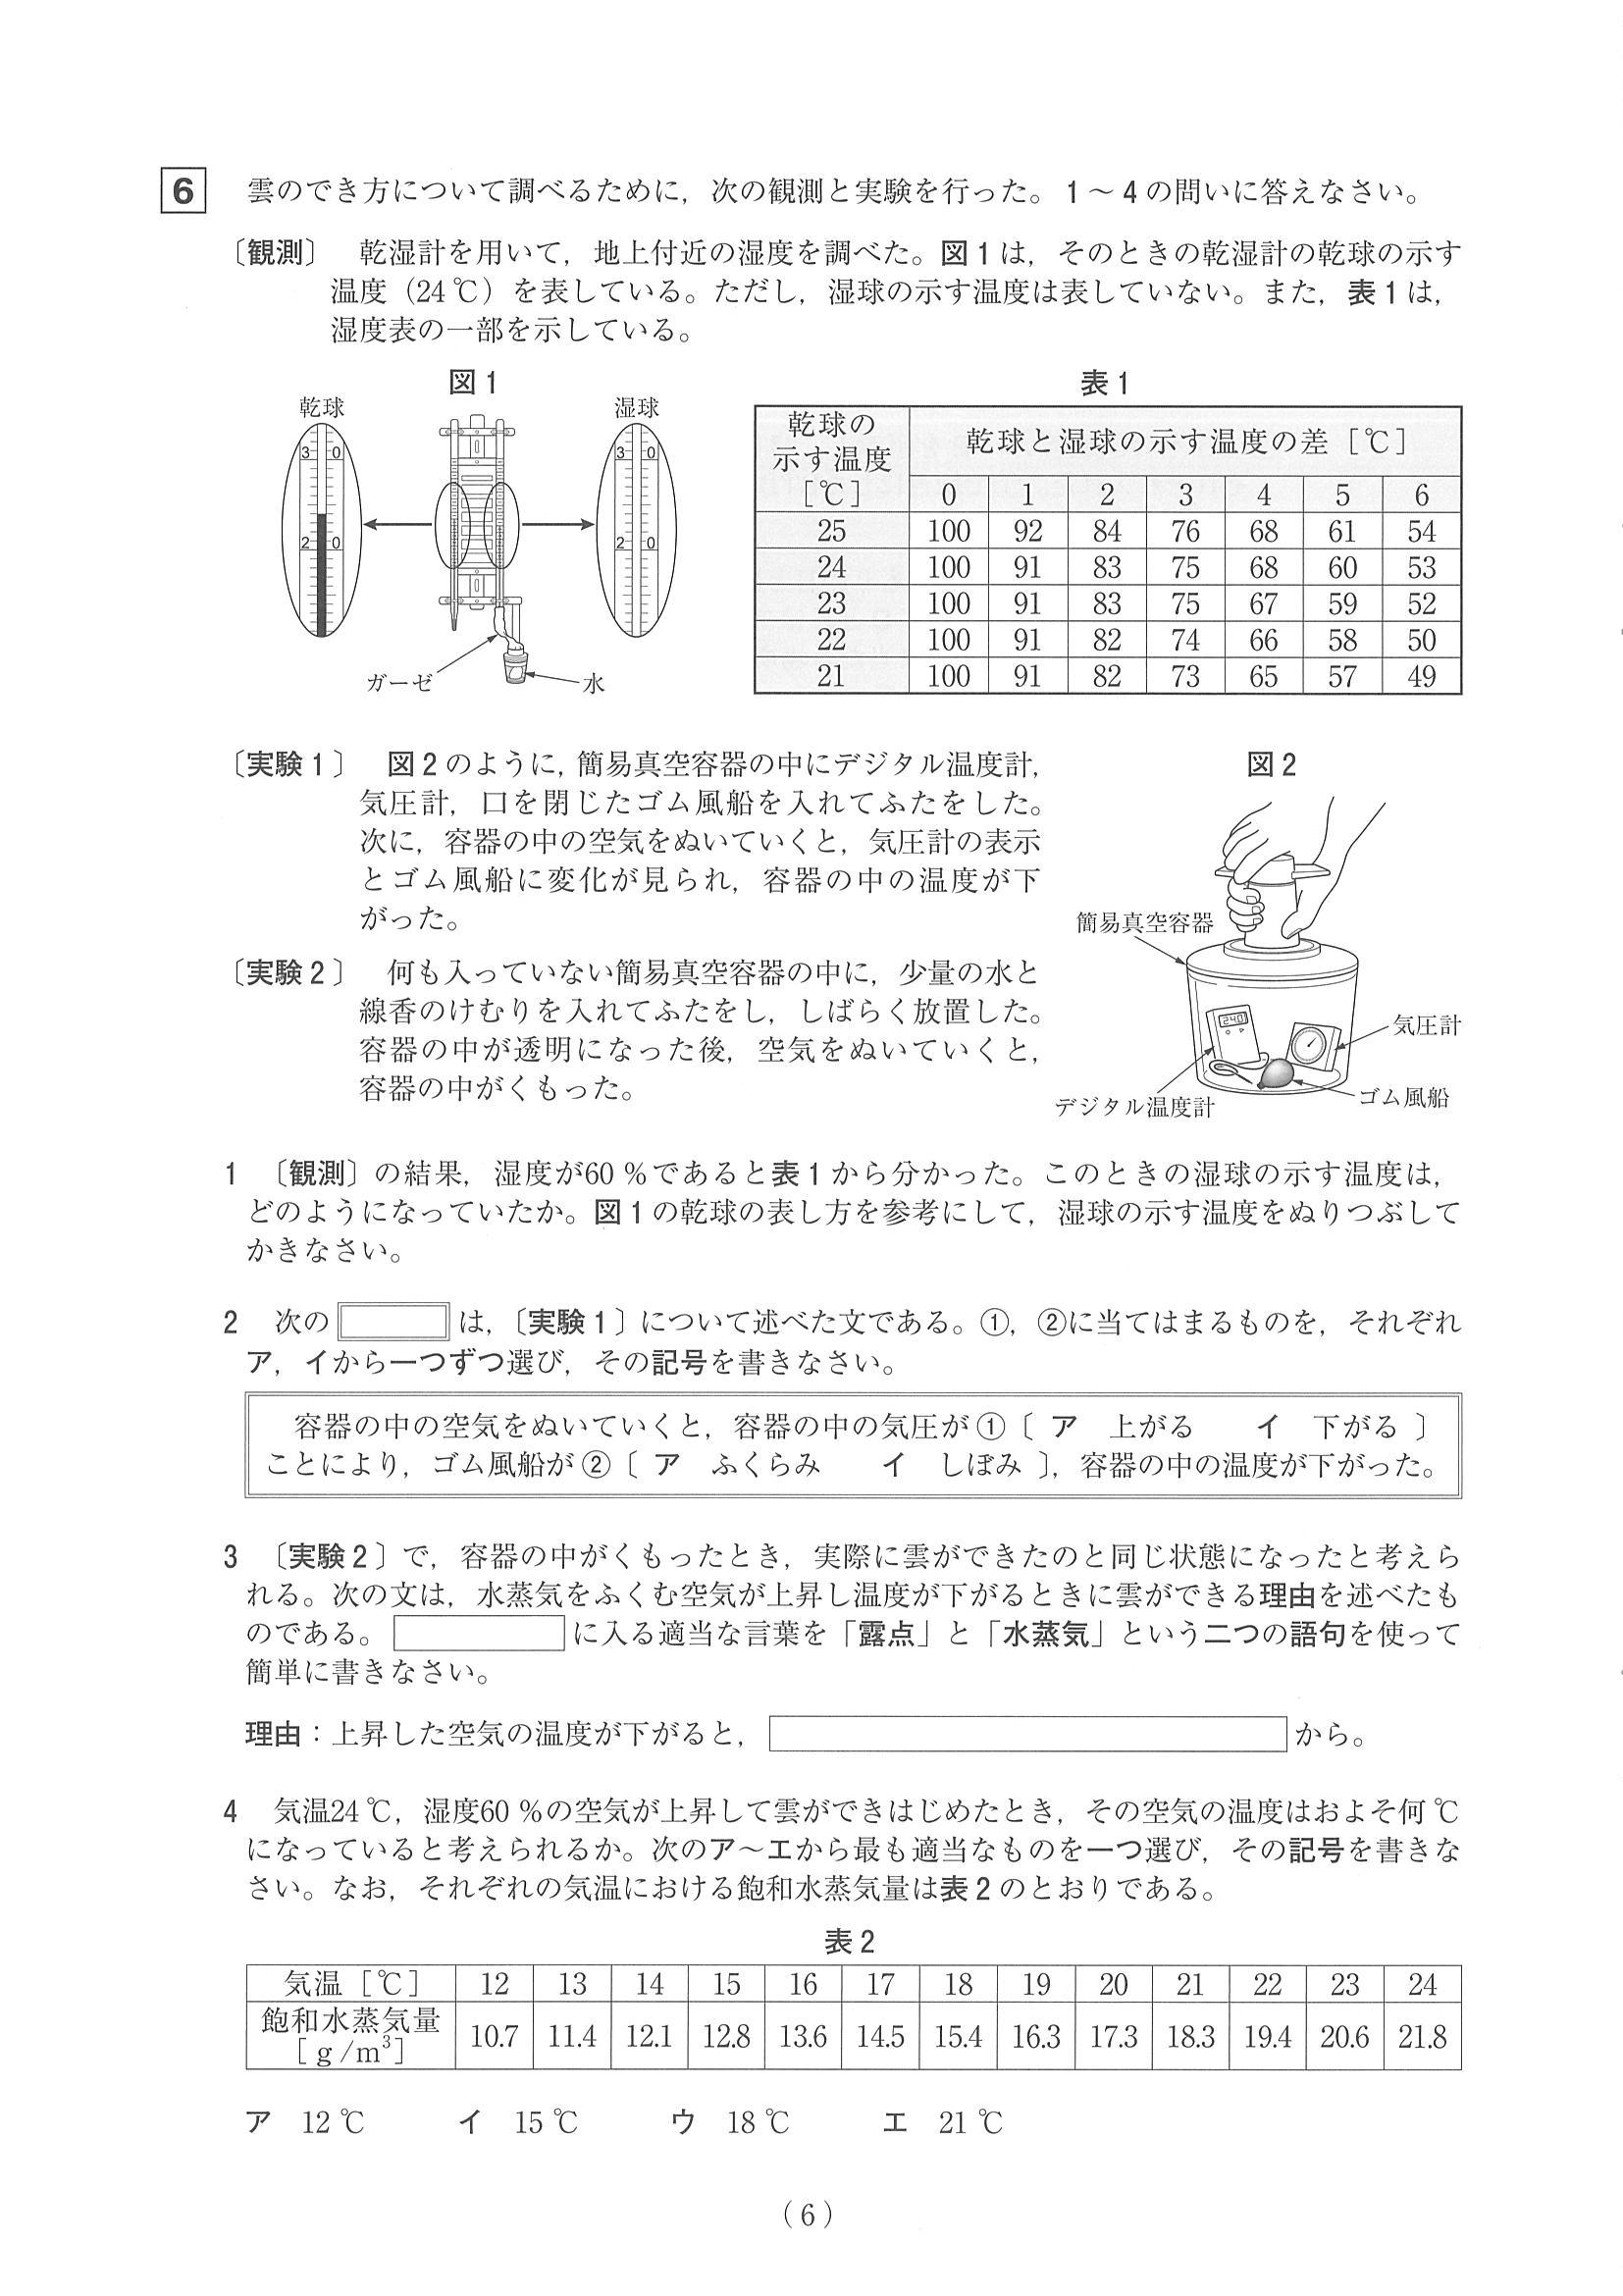 6 雲のでき方について調べるために，次の観測と実験を行った。1～4の問いに答えなさい。
〔観測〕 乾湿計を用いて，地上付近の湿度を調べた。図1は，そのときの乾湿計の乾球の示す
温度（24℃）を表している。ただし，湿球の示す温度は表していない。また，表1は，
湿度表の一部を示している。
図1
乾球
湿球
3 0
2 0
3 0
2 0
ガーゼ
水
表1
乾球の示す温度［℃］ 乾球と湿球の示す温度の差［℃］
0 1 2 3 4 5 6
25 100 92 84 76 68 61 54
24 100 91 83 75 68 60 53
23 100 91 83 75 67 59 52
22 100 91 82 74 66 58 50
21 100 91 82 73 65 57 49
〔実験1〕 図2のように，簡易真空容器の中にデジタル温度計，
気圧計，口を閉じたゴム風船を入れてふたをした。
次に，容器の中の空気をぬいていくと，気圧計の表示
とゴム風船に変化が見られ，容器の中の温度が下
がった。
〔実験2〕 何も入っていない簡易真空容器の中に，少量の水と
線香のけむりを入れてふたをし，しばらく放置した。
容器の中が透明になった後，空気をぬいていくと，
容器の中がくもった。
図2
簡易真空容器
240
気圧計
ゴム風船
デジタル温度計
1 〔観測〕の結果，湿度が60％であると表1から分かった。このときの湿球の示す温度は，
どのようになっていたか。図1の乾球の表し方を参考にして，湿球の示す温度をぬりつぶして
かきなさい。
2 次の は，〔実験1〕について述べた文である。①，②に当てはまるものを，それぞれ
ア，イから一つずつ選び，その記号を書きなさい。
容器の中の空気をぬいていくと，容器の中の気圧が①〔 ア 上がる イ 下がる 〕
ことにより，ゴム風船が②〔 ア ふくらみ イ しぼみ 〕，容器の中の温度が下がった。
3 〔実験2〕で，容器の中がくもったとき，実際に雲ができたのと同じ状態になったと考えら
れる。次の文は，水蒸気をふくむ空気が上昇し温度が下がるときに雲ができる理由を述べたも
のである。 に入る適当な言葉を「露点」と「水蒸気」という二つの語句を使って
簡単に書きなさい。
理由：上昇した空気の温度が下がると， から。
4 気温24℃，湿度60％の空気が上昇して雲ができはじめたとき，その空気の温度はおよそ何℃
になっていると考えられるか。次のア～エから最も適当なものを一つ選び，その記号を書きな
さい。なお，それぞれの気温における飽和水蒸気量は表2のとおりである。
表2
気温［℃］ 12 13 14 15 16 17 18 19 20 21 22 23 24
飽和水蒸気量［g/m³］ 10.7 11.4 12.1 12.8 13.6 14.5 15.4 16.3 17.3 18.3 19.4 20.6 21.8
ア 12℃ イ 15℃ ウ 18℃ エ 21℃
（6）